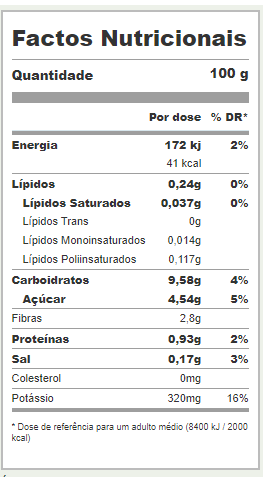 Factos Nutricionais
Quantidade 100 g
Por dose % DR*
Energia 172 kj 2%
41 kcal
Lípidos 0,24g 0%
Lípidos Saturados 0,037g 0%
Lípidos Trans 0g
Lípidos Monoinsaturados 0,014g
Lípidos Poliinsaturados 0,117g
Carboidratos 9,58g 4%
Açúcar 4,54g 5%
Fibras 2,8g
Proteínas 0,93g 2%
Sal 0,17g 3%
Colesterol 0mg
Potássio 320mg 16%
* Dose de referência para um adulto médio (8400 kJ / 2000
kcal)